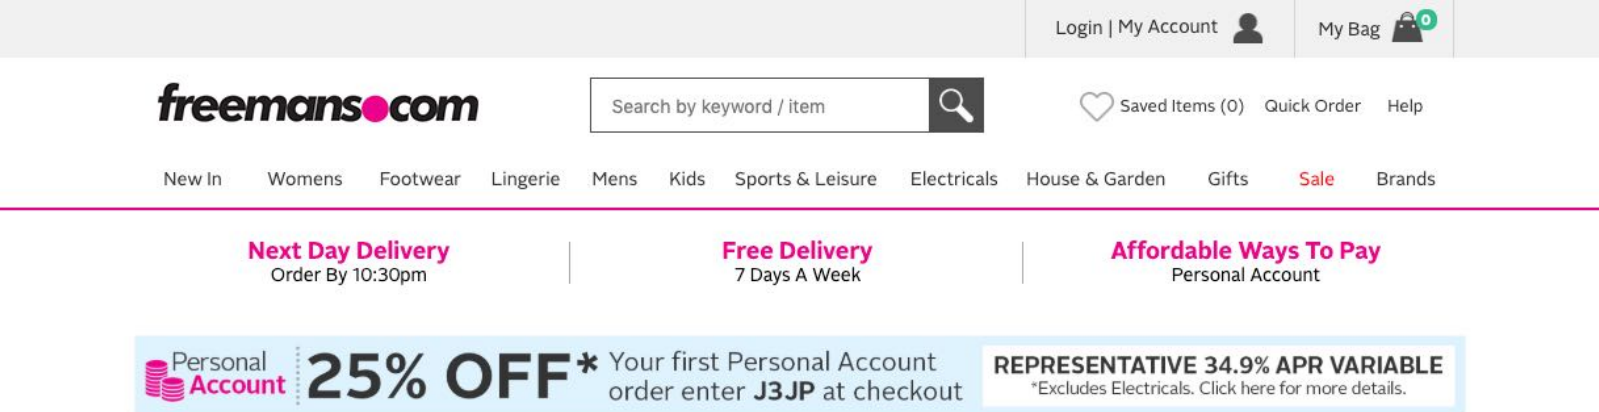 Login | My Account
My Bag
0
freemans.com
Search by keyword / item
Saved Items (0)
Quick Order
Help
New In
Womens
Footwear
Lingerie
Mens
Kids
Sports & Leisure
Electricals
House & Garden
Gifts
Sale
Brands
Next Day Delivery
Order By 10:30pm
Free Delivery
7 Days A Week
Affordable Ways To Pay
Personal Account
Personal
Account
25% OFF*
Your first Personal Account
order enter J3JP at checkout
REPRESENTATIVE 34.9% APR VARIABLE
*Excludes Electricals. Click here for more details.